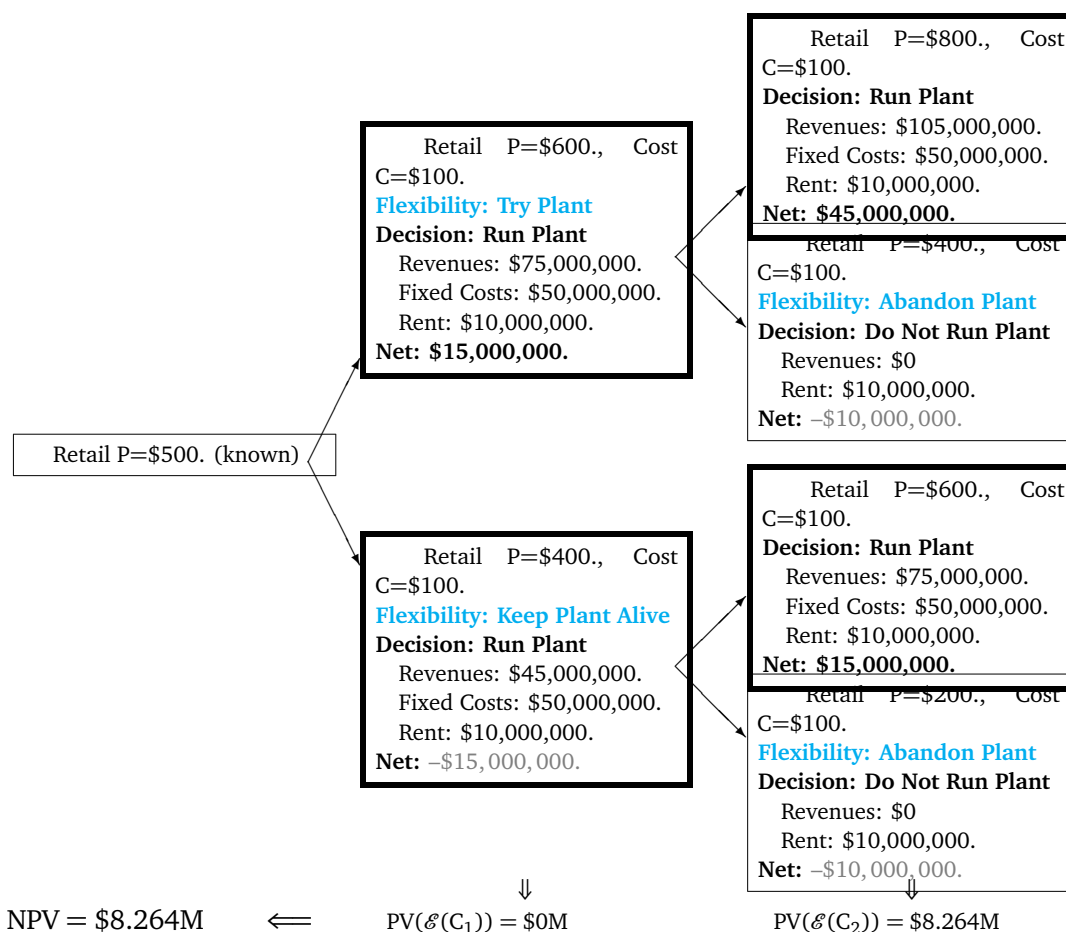 Retail P=$800., Cost
C=$100.
Decision: Run Plant
Revenues: $105,000,000.
Fixed Costs: $50,000,000.
Rent: $10,000,000.
Net: $45,000,000.
Retail P=$600., Cost
C=$100.
Flexibility: Try Plant
Decision: Run Plant
Revenues: $75,000,000.
Fixed Costs: $50,000,000.
Rent: $10,000,000.
Net: $15,000,000.
Retail P=$400., Cost
C=$100.
Flexibility: Abandon Plant
Decision: Do Not Run Plant
Revenues: $0
Rent: $10,000,000.
Net: –$10,000,000.
Retail P=$500. (known)
Retail P=$600., Cost
C=$100.
Decision: Run Plant
Revenues: $75,000,000.
Fixed Costs: $50,000,000.
Rent: $10,000,000.
Net: $15,000,000.
Retail P=$400., Cost
C=$100.
Flexibility: Keep Plant Alive
Decision: Run Plant
Revenues: $45,000,000.
Fixed Costs: $50,000,000.
Rent: $10,000,000.
Net: –$15,000,000.
Retail P=$200., Cost
C=$100.
Flexibility: Abandon Plant
Decision: Do Not Run Plant
Revenues: $0
Rent: $10,000,000.
Net: –$10,000,000.
⇓ ⇓
NPV = $8.264M ⟸ PV(ℰ(C₁)) = $0M PV(ℰ(C₂)) = $8.264M